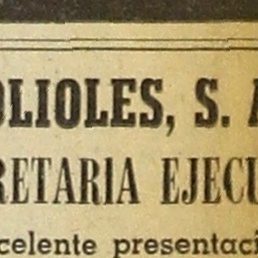 OLIOLES, S. A
RETARIA EJECU
celente presentaci